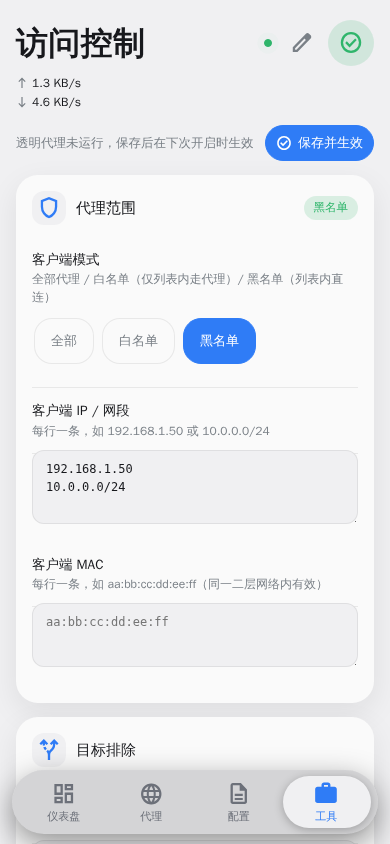 访问控制
↑ 1.3 KB/s
↓ 4.6 KB/s
透明代理未运行，保存后在下次开启时生效
保存并生效
代理范围
黑名单
客户端模式
全部代理 / 白名单（仅列表内走代理）/ 黑名单（列表内直
连）
全部 白名单 黑名单
客户端 IP / 网段
每行一条，如 192.168.1.50 或 10.0.0.0/24
192.168.1.50
10.0.0.0/24
客户端 MAC
每行一条，如 aa:bb:cc:dd:ee:ff（同一二层网络内有效）
aa:bb:cc:dd:ee:ff
目标排除
仪表盘 代理 配置 工具